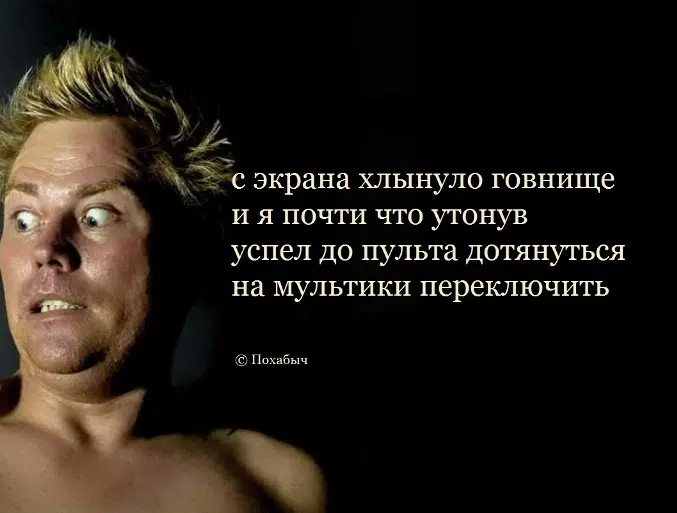 с экрана хлынуло говнище
и я почти что утонув
успел до пульта дотянуться
на мультики переключить
© Похабыч